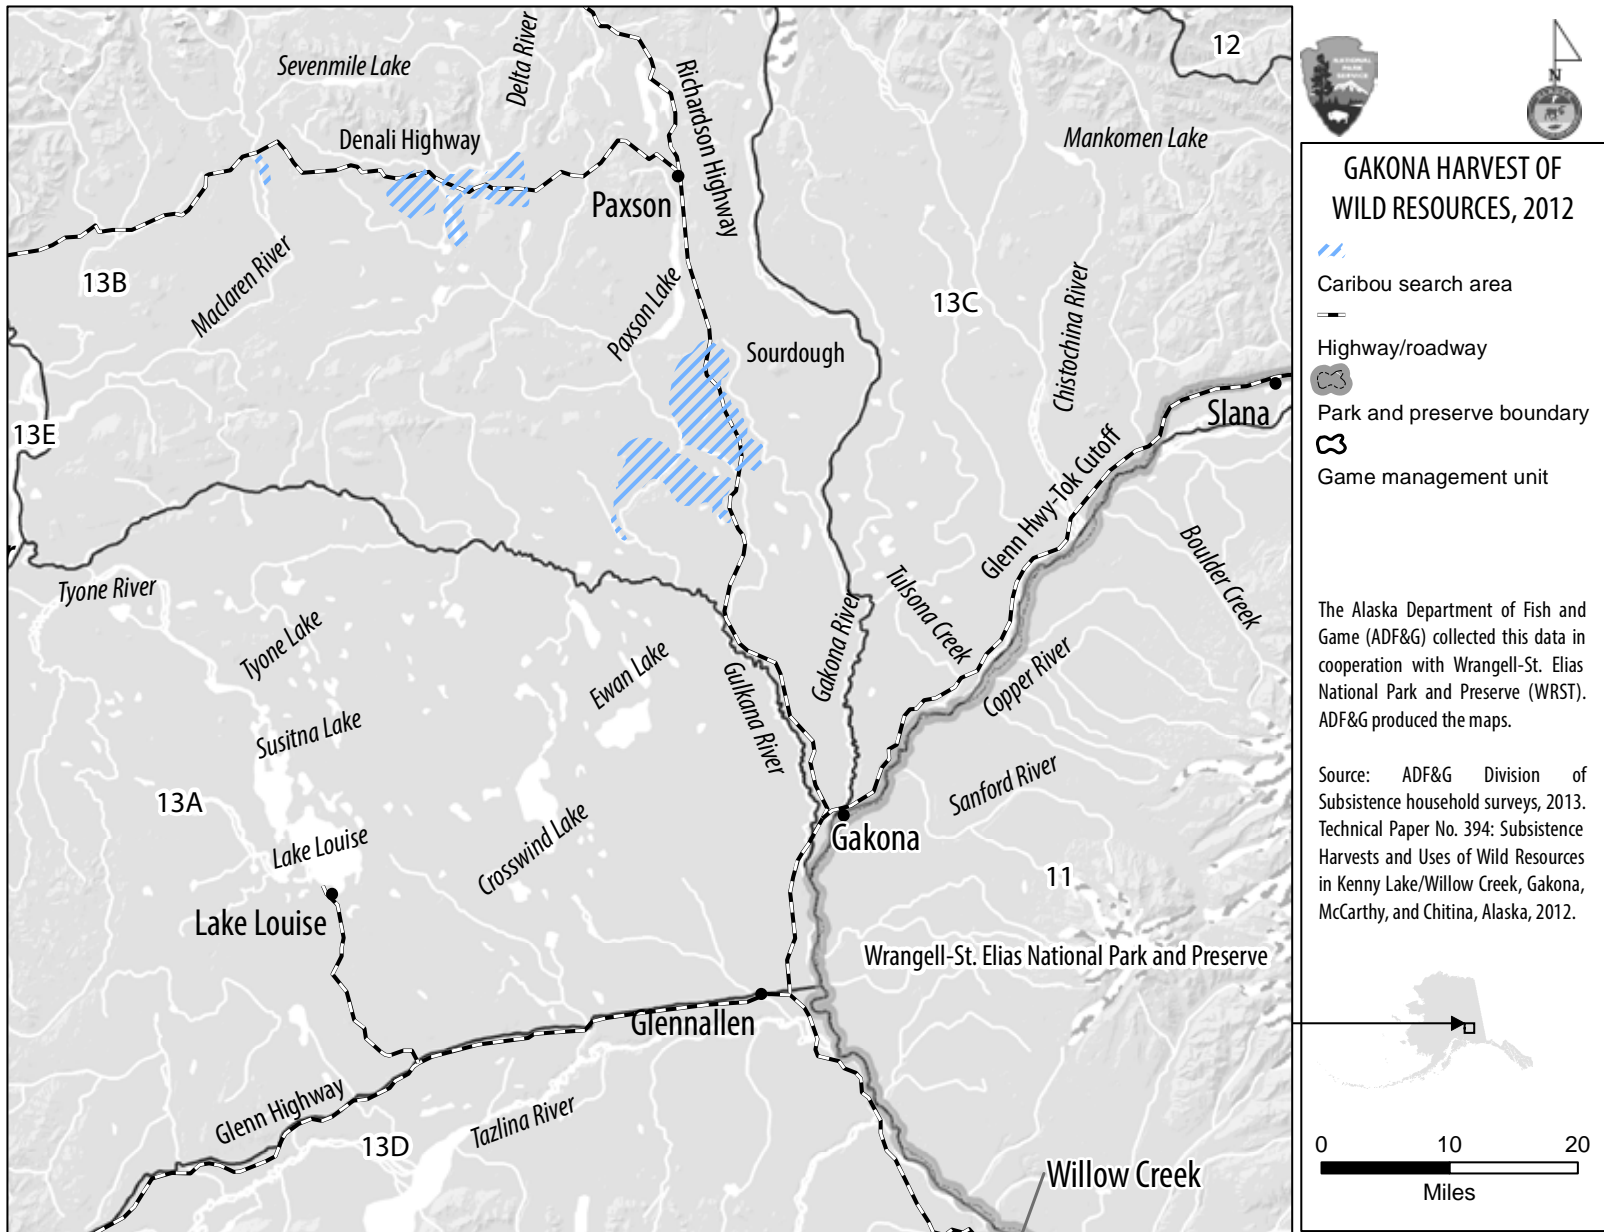 12
Sevenmile Lake
Delta River
Richardson Highway
Denali Highway
Mankomen Lake
Paxson
13B
Maclaren River
Paxson Lake
13C
Chistochina River
Sourdough
13E
Slana
Glenn Hwy-Tok Cutoff
Boulder Creek
Tyone River
Tyone Lake
Ewan Lake
Gulkana River
Gakona River
Tulsona Creek
Copper River
Susitna Lake
Sanford River
13A
Lake Louise
Crosswind Lake
Gakona
11
Lake Louise
Wrangell-St. Elias National Park and Preserve
Glennallen
Glenn Highway
Tazlina River
13D
Willow Creek
NATIONAL
PARK
SERVICE
N
GAKONA HARVEST OF
WILD RESOURCES, 2012
Caribou search area
Highway/roadway
Park and preserve boundary
Game management unit
The Alaska Department of Fish and
Game (ADF&G) collected this data in
cooperation with Wrangell-St. Elias
National Park and Preserve (WRST).
ADF&G produced the maps.
Source: ADF&G Division of
Subsistence household surveys, 2013.
Technical Paper No. 394: Subsistence
Harvests and Uses of Wild Resources
in Kenny Lake/Willow Creek, Gakona,
McCarthy, and Chitina, Alaska, 2012.
0 10 20
Miles